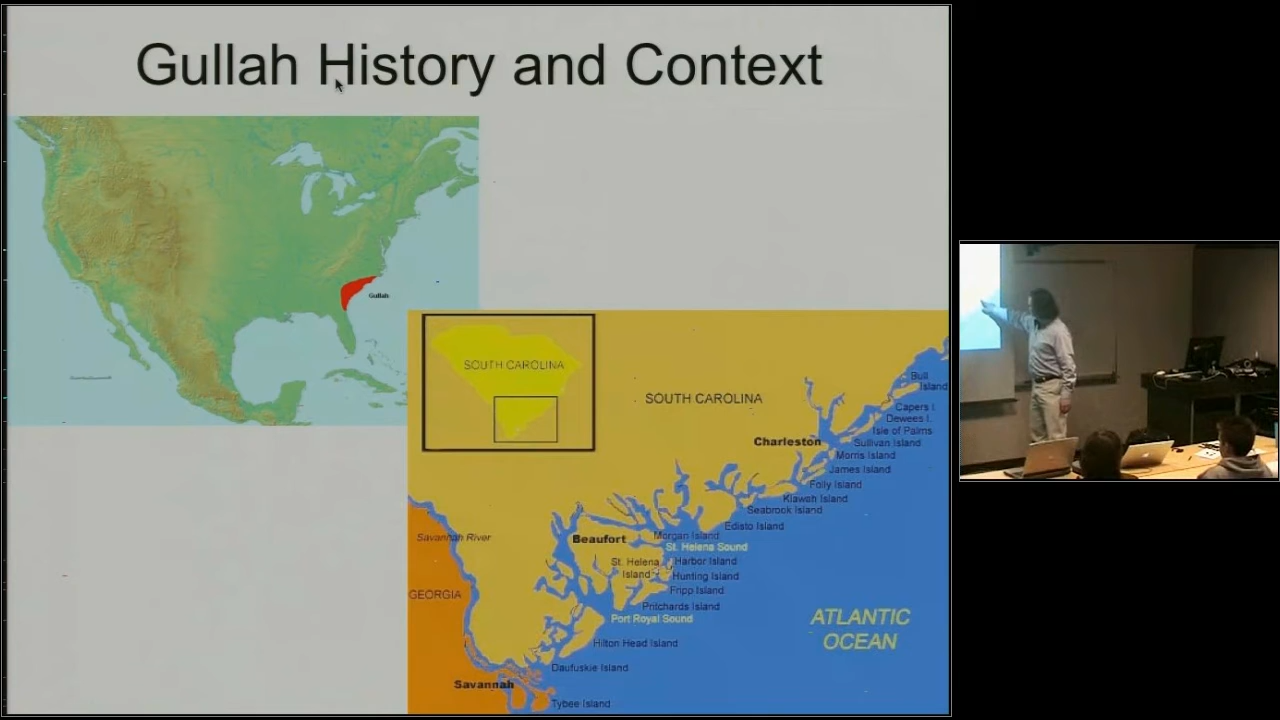 Gullah History and Context
Gullah
SOUTH CAROLINA
SOUTH CAROLINA
Bull
Island
Capers I.
Dewees I.
Isle of Palms
Charleston
Sullivan Island
Morris Island
James Island
Folly Island
Kiawah Island
Seabrook Island
Edisto Island
Savannah River
Beaufort
Morgan Island
St. Helena Sound
St. Helena
Island
Harbor Island
Hunting Island
Fripp Island
GEORGIA
Pritchards Island
Port Royal Sound
ATLANTIC
OCEAN
Hilton Head Island
Daufuskie Island
Savannah
Tybee Island